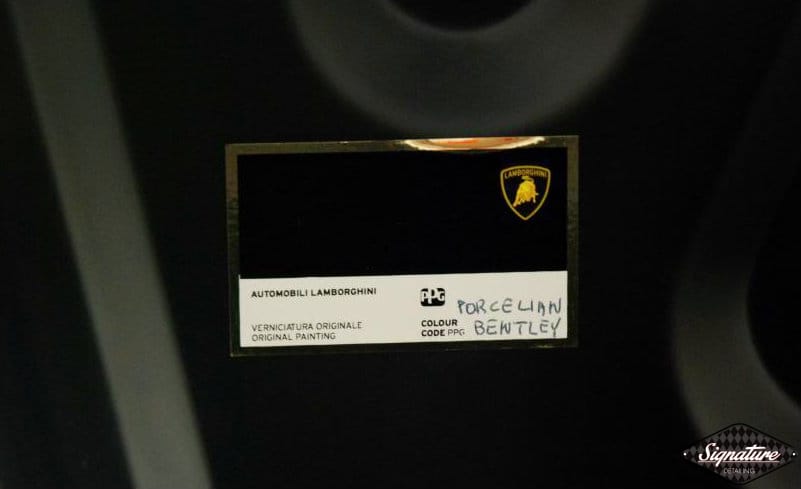 LAMBORGHINI
AUTOMOBILI LAMBORGHINI
VERNICIATURA ORIGINALE
ORIGINAL PAINTING
PPG
PORCELIAN
COLOUR
CODE PPG BENTLEY
Signature
DETAILING